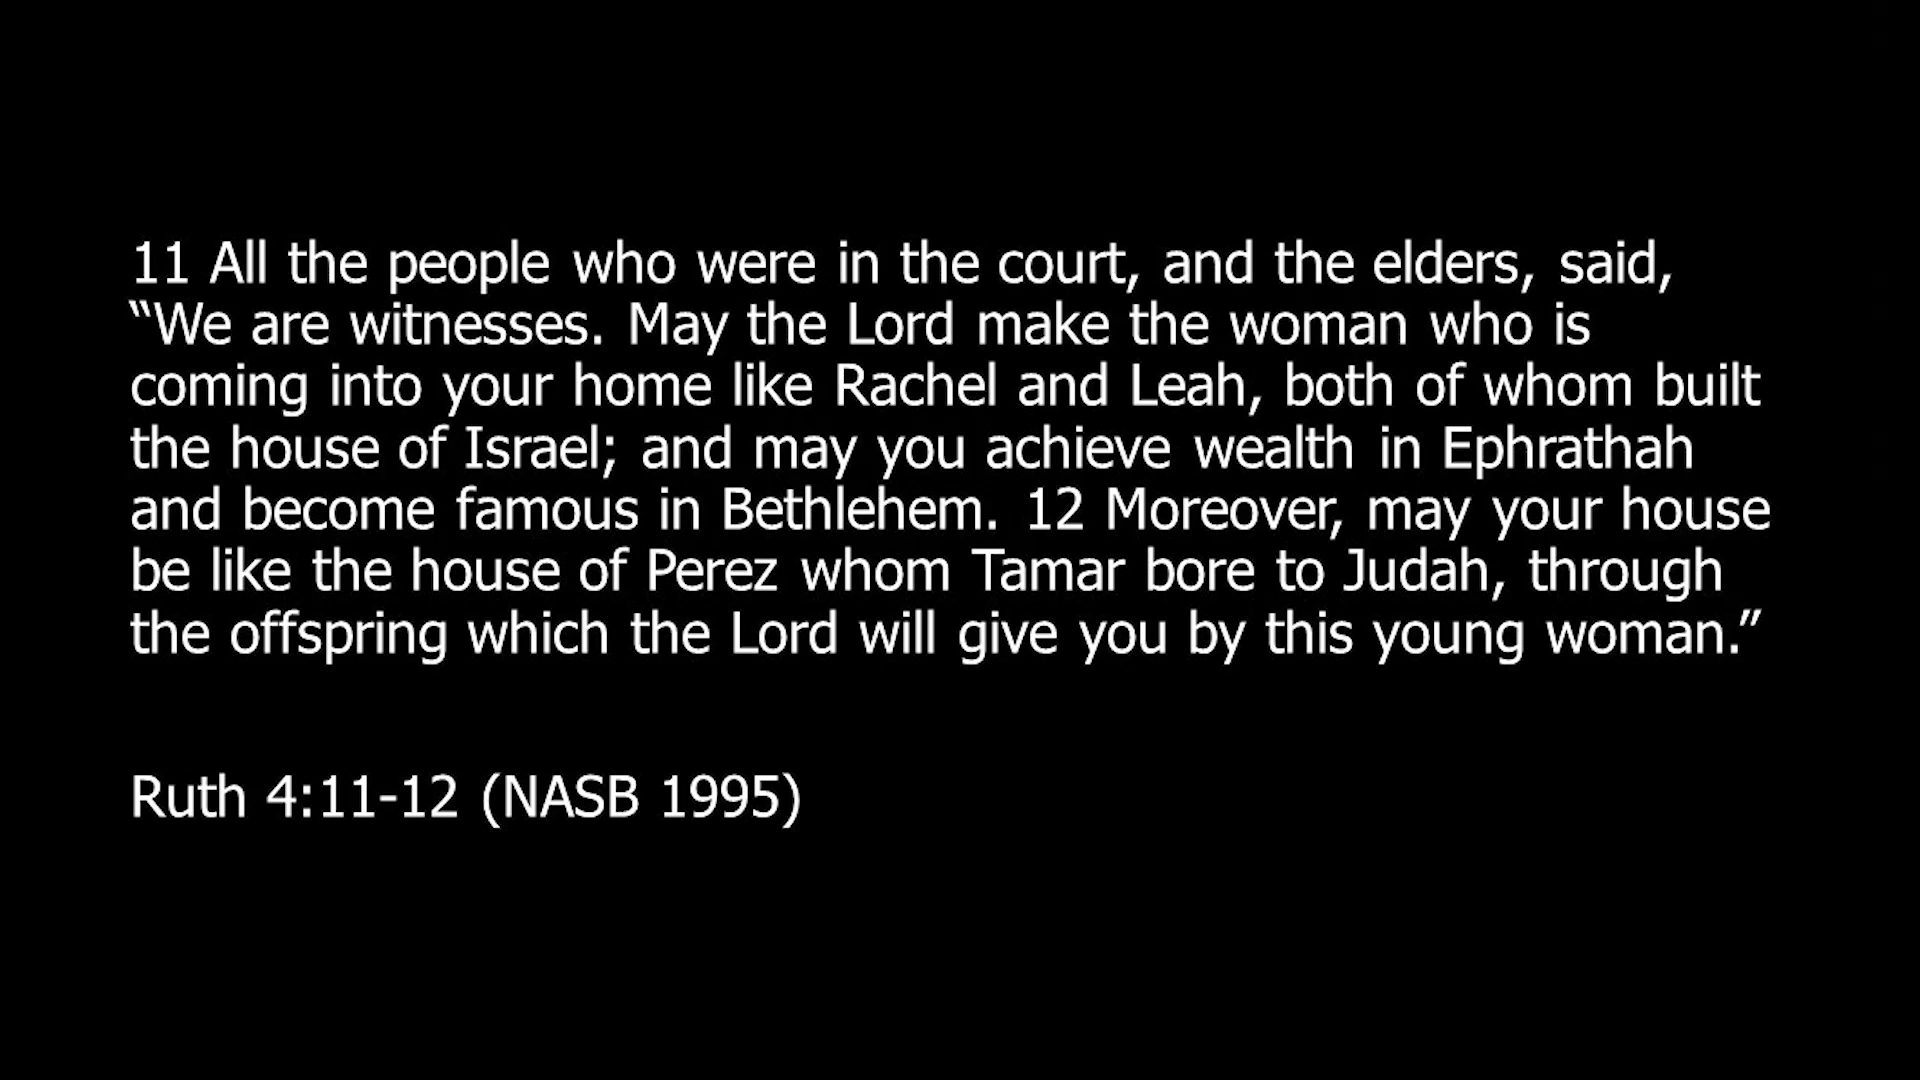 11 All the people who were in the court, and the elders, said,
“We are witnesses. May the Lord make the woman who is
coming into your home like Rachel and Leah, both of whom built
the house of Israel; and may you achieve wealth in Ephrathah
and become famous in Bethlehem. 12 Moreover, may your house
be like the house of Perez whom Tamar bore to Judah, through
the offspring which the Lord will give you by this young woman.”
Ruth 4:11-12 (NASB 1995)